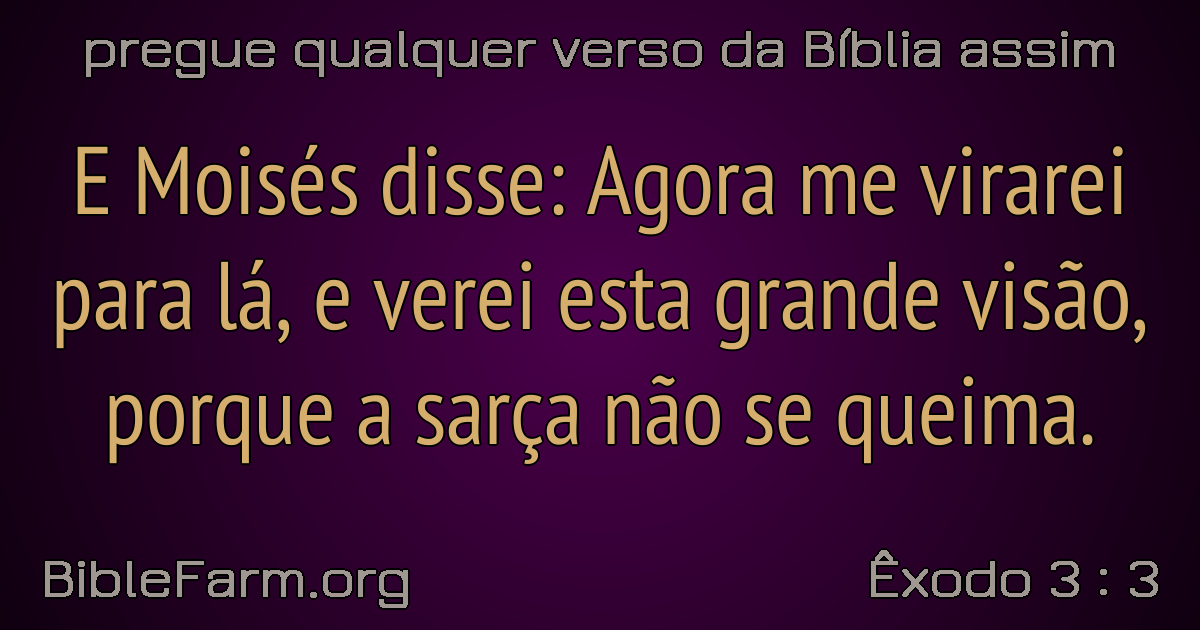 pregue qualquer verso da Bíblia assim
E Moisés disse: Agora me virarei
para lá, e verei esta grande visão,
porque a sarça não se queima.
BibleFarm.org
Êxodo 3 : 3